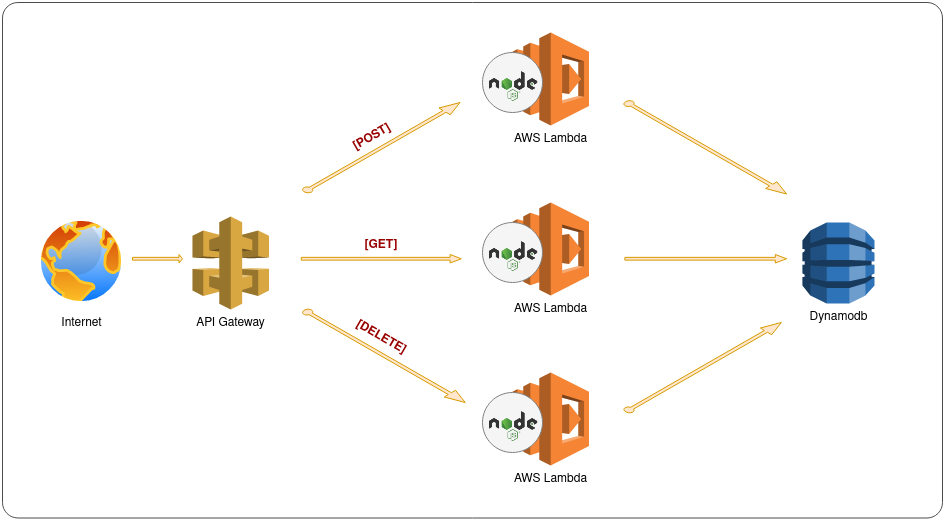 node
JS
AWS Lambda
[POST]
Internet
API Gateway
[GET]
node
JS
AWS Lambda
Dynamodb
[DELETE]
node
JS
AWS Lambda